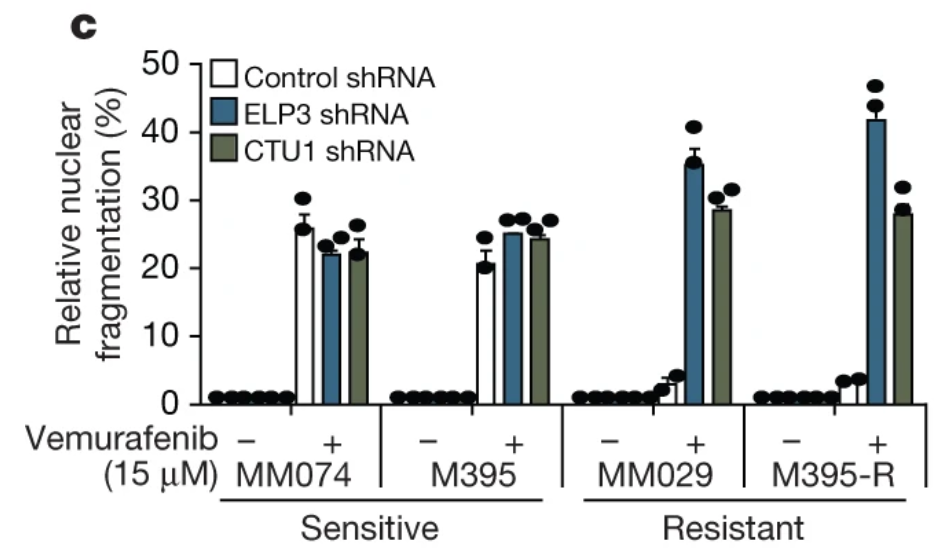 c
Relative nuclear
fragmentation (%)
50
40
30
20
10
0
Control shRNA
ELP3 shRNA
CTU1 shRNA
Vemurafenib – + – + – + – +
(15 μM) MM074 M395 MM029 M395-R
Sensitive Resistant